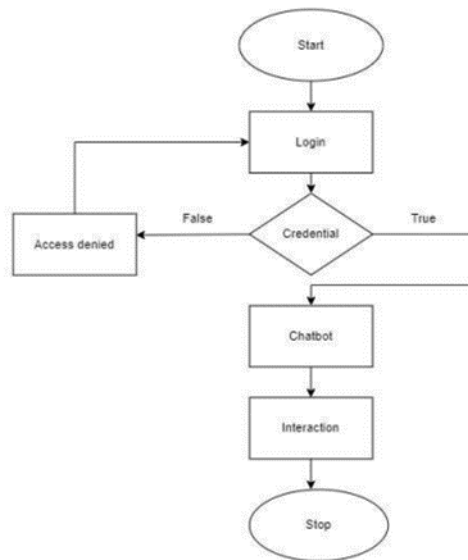 Start
Login
False
True
Credential
Access denied
Chatbot
Interaction
Stop